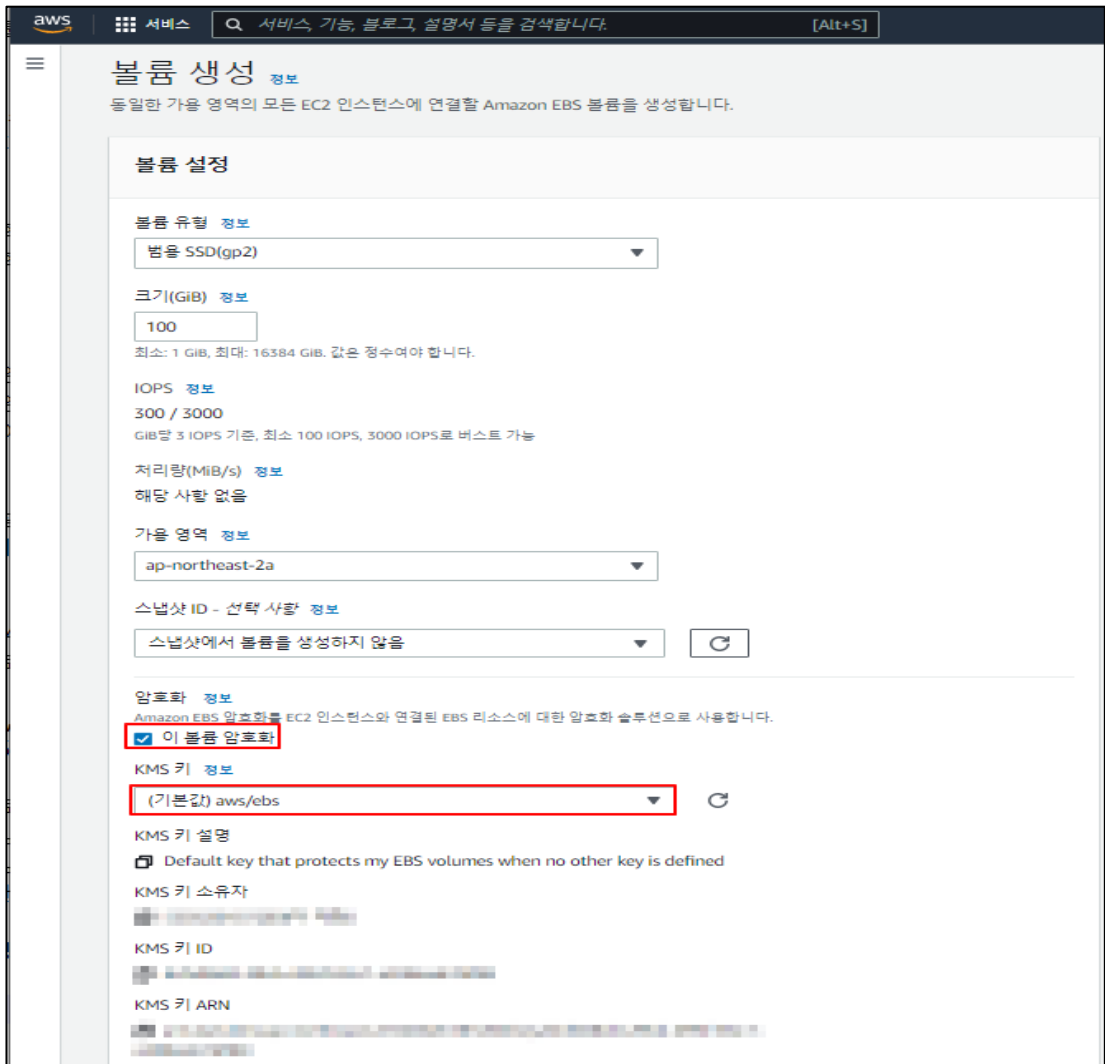 aws
서비스
서비스, 기능, 블로그, 설명서 등을 검색합니다.
[Alt+S]
볼륨 생성 정보
동일한 가용 영역의 모든 EC2 인스턴스에 연결할 Amazon EBS 볼륨을 생성합니다.
볼륨 설정
볼륨 유형 정보
범용 SSD(gp2)
크기(GiB) 정보
100
최소: 1 GiB, 최대: 16384 GiB. 값은 정수여야 합니다.
IOPS 정보
300 / 3000
GiB당 3 IOPS 기준, 최소 100 IOPS, 3000 IOPS로 버스트 가능
처리량(MiB/s) 정보
해당 사항 없음
가용 영역 정보
ap-northeast-2a
스냅샷 ID - 선택 사항 정보
스냅샷에서 볼륨을 생성하지 않음
암호화 정보
Amazon EBS 암호화를 EC2 인스턴스와 연결된 EBS 리소스에 대한 암호화 솔루션으로 사용합니다.
이 볼륨 암호화
KMS 키 정보
(기본값) aws/ebs
KMS 키 설명
Default key that protects my EBS volumes when no other key is defined
KMS 키 소유자
KMS 키 ID
KMS 키 ARN